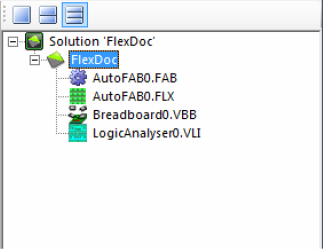 Solution 'FlexDoc'
FlexDoc
AutoFAB0.FAB
AutoFAB0.FLX
Breadboard0.VBB
LogicAnalyser0.VLI